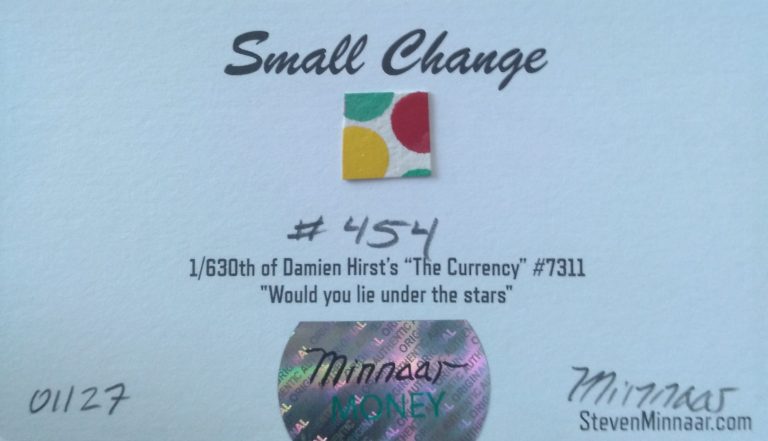 Small Change
# 454
1/630th of Damien Hirst's "The Currency" #7311
"Would you lie under the stars"
Minnaar
MONEY
01127
Minnaar
StevenMinnaar.com